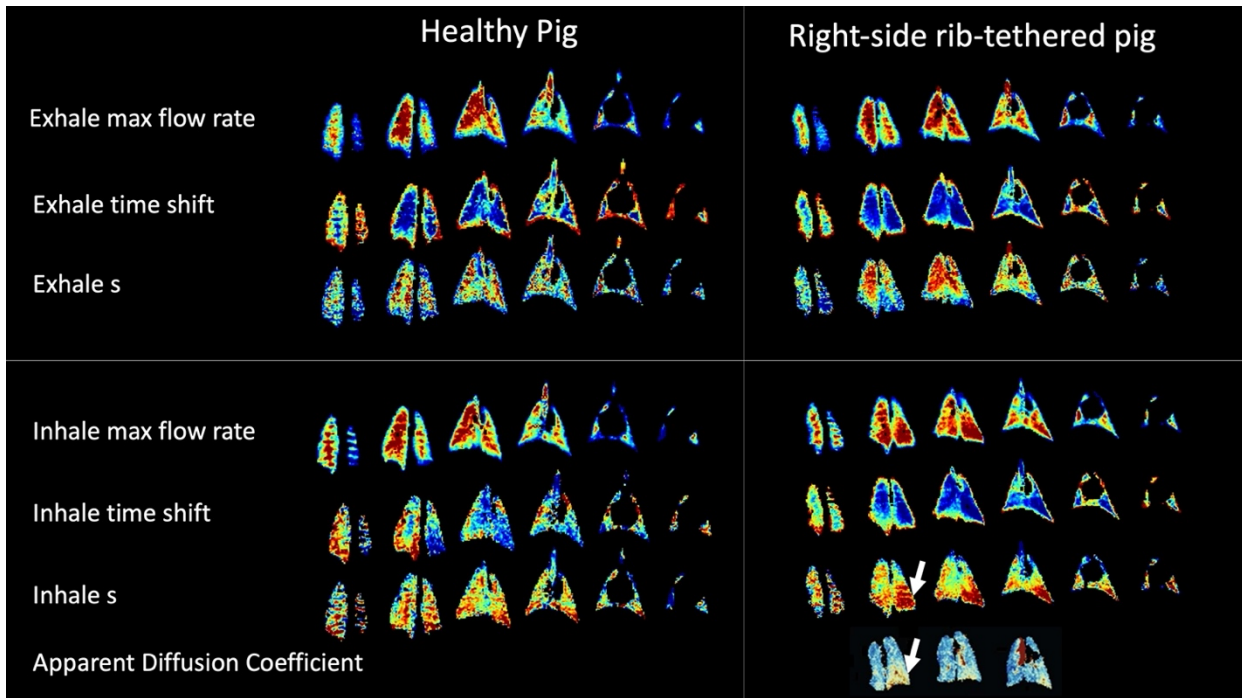 Healthy Pig
Right-side rib-tethered pig
Exhale max flow rate
Exhale time shift
Exhale s
Inhale max flow rate
Inhale time shift
Inhale s
Apparent Diffusion Coefficient